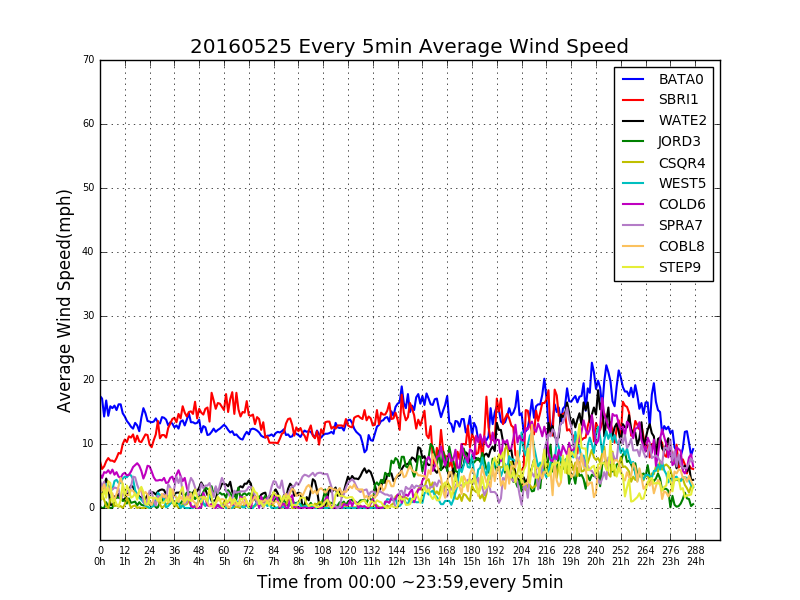 20160525 Every 5min Average Wind Speed
70
60
50
40
30
20
10
0
Average Wind Speed(mph)
BATA0
SBRI1
WATE2
JORD3
CSQR4
WEST5
COLD6
SPRA7
COBL8
STEP9
0 12 24 36 48 60 72 84 96 108 120 132 144 156 168 180 192 204 216 228 240 252 264 276 288
0h 1h 2h 3h 4h 5h 6h 7h 8h 9h 10h 11h 12h 13h 14h 15h 16h 17h 18h 19h 20h 21h 22h 23h 24h
Time from 00:00 ~23:59,every 5min